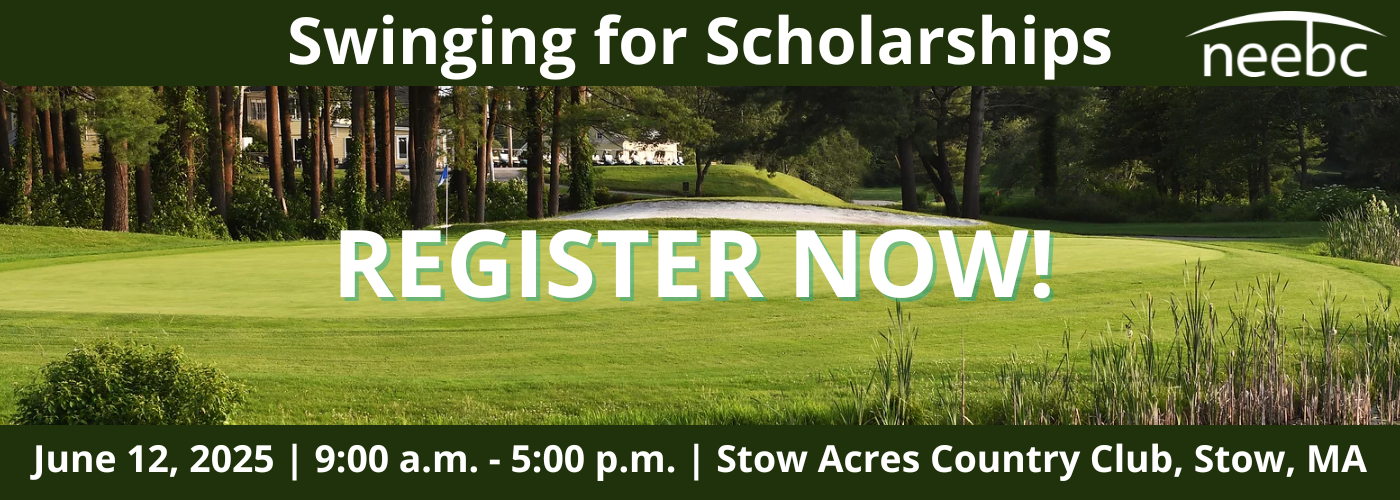 Swinging for Scholarships
neebc
REGISTER NOW!
June 12, 2025 | 9:00 a.m. - 5:00 p.m. | Stow Acres Country Club, Stow, MA